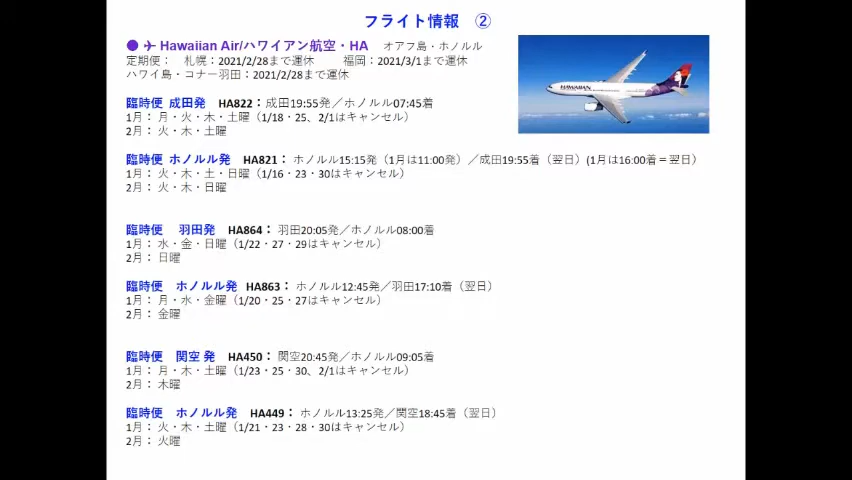 フライト情報 ②
● ✈ Hawaiian Air/ハワイアン航空・HA オアフ島・ホノルル
定期便： 札幌：2021/2/28まで運休 福岡：2021/3/1まで運休
ハワイ島・コナー羽田：2021/2/28まで運休
臨時便 成田発 HA822：成田19:55発／ホノルル07:45着
1月： 月・火・木・土曜（1/18・25、2/1はキャンセル）
2月： 火・木・土曜
臨時便 ホノルル発 HA821： ホノルル15:15発（1月は11:00発）／成田19:55着（翌日）(1月は16:00着＝翌日）
1月： 火・木・土・日曜（1/16・23・30はキャンセル）
2月： 火・木・日曜
臨時便 羽田発 HA864： 羽田20:05発／ホノルル08:00着
1月： 水・金・日曜（1/22・27・29はキャンセル）
2月： 日曜
臨時便 ホノルル発 HA863： ホノルル12:45発／羽田17:10着（翌日）
1月： 月・水・金曜（1/20・25・27はキャンセル）
2月： 金曜
臨時便 関空 発 HA450： 関空20:45発／ホノルル09:05着
1月： 月・木・土曜（1/23・25・30、2/1はキャンセル）
2月： 木曜
臨時便 ホノルル発 HA449： ホノルル13:25発／関空18:45着（翌日）
1月： 火・木・土曜（1/21・23・28・30はキャンセル）
2月： 火曜
HAWAIIAN